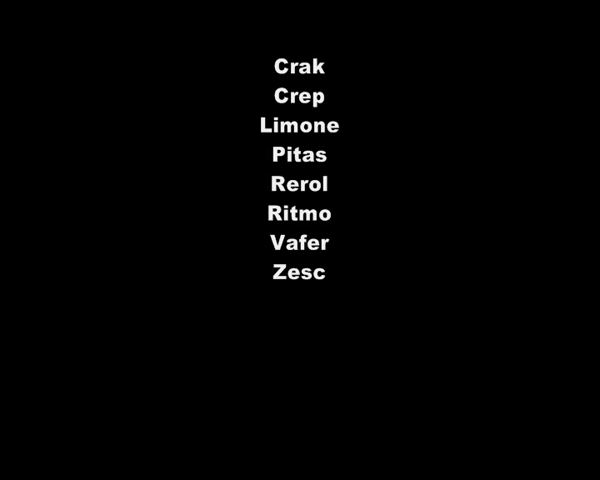 Crak
Crep
Limone
Pitas
Rerol
Ritmo
Vafer
Zesc